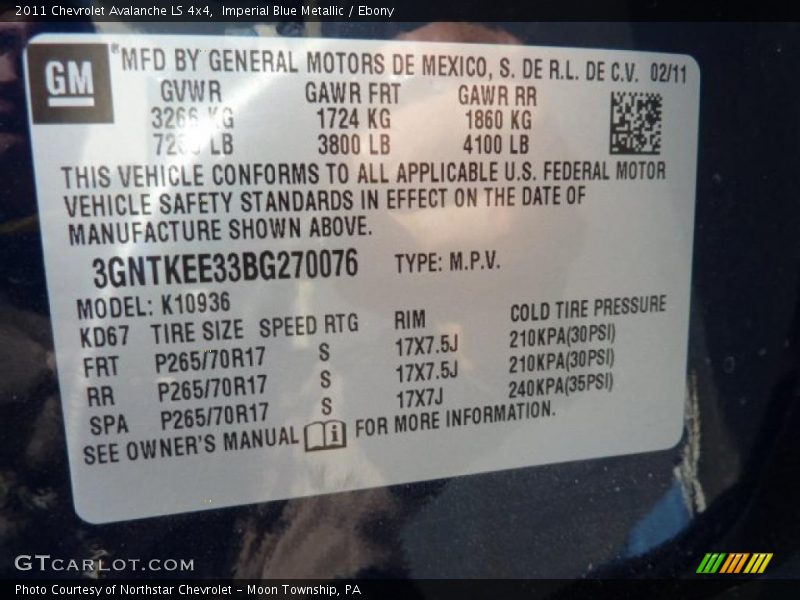 2011 Chevrolet Avalanche LS 4x4,  Imperial Blue Metallic / Ebony
GM ® MFD BY GENERAL MOTORS DE MEXICO, S. DE R.L. DE C.V. 02/11
GVWR GAWR FRT GAWR RR
3266 KG 1724 KG 1860 KG
LB 3800 LB 4100 LB
THIS VEHICLE CONFORMS TO ALL APPLICABLE U.S. FEDERAL MOTOR
VEHICLE SAFETY STANDARDS IN EFFECT ON THE DATE OF
MANUFACTURE SHOWN ABOVE.
3GNTKEE33BG270076 TYPE: M.P.V.
MODEL: K10936
KD67 TIRE SIZE SPEED RTG RIM COLD TIRE PRESSURE
FRT P265/70R17 S 17X7.5J 210KPA(30PSI)
RR P265/70R17 S 17X7.5J 210KPA(30PSI)
SPA P265/70R17 S 17X7J 240KPA(35PSI)
SEE OWNER'S MANUAL i FOR MORE INFORMATION.
GTCARLOT.COM
Photo Courtesy of Northstar Chevrolet - Moon Township, PA